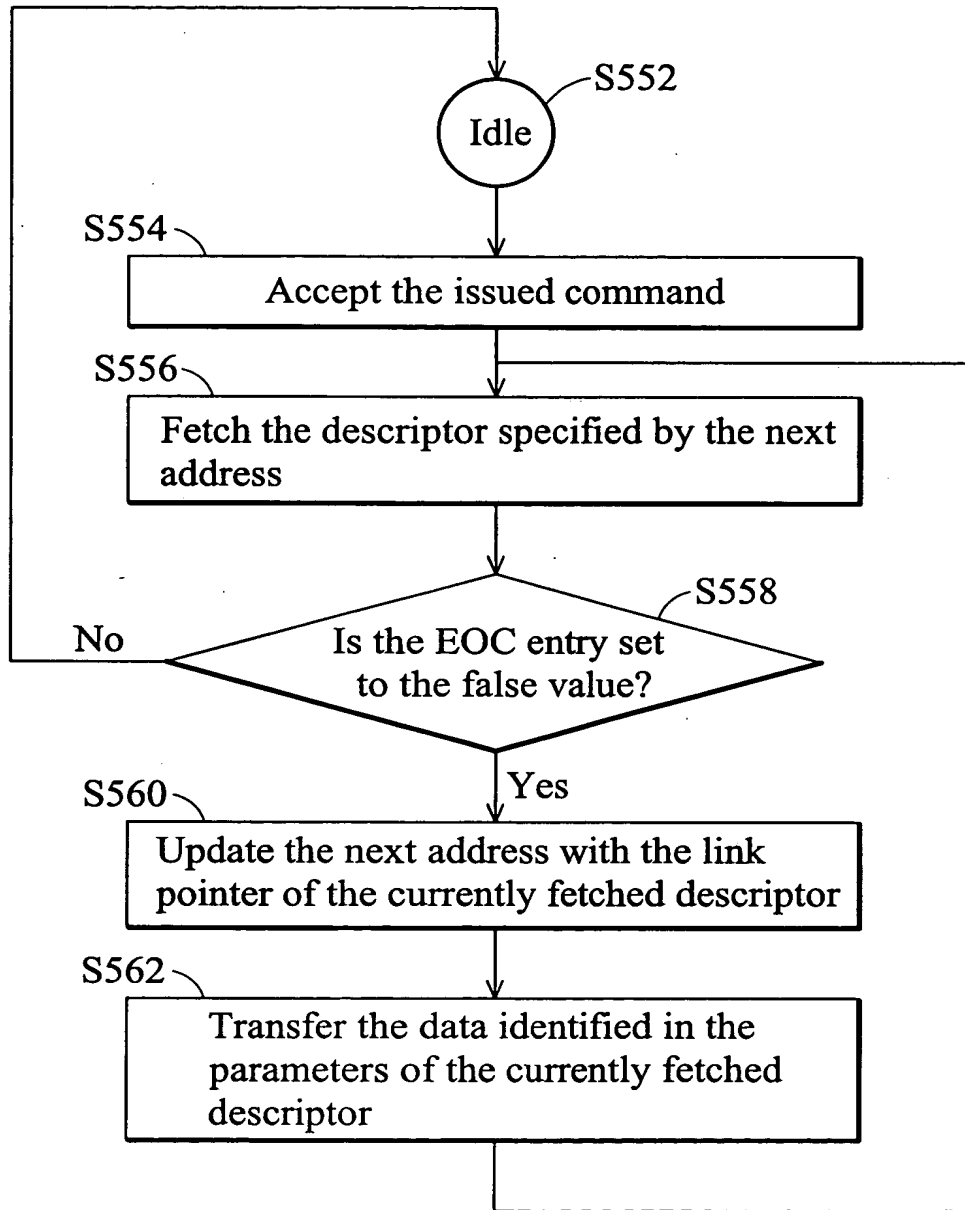 S552
Idle
S554
Accept the issued command
S556
Fetch the descriptor specified by the next
address
S558
Is the EOC entry set
to the false value?
No
Yes
S560
Update the next address with the link
pointer of the currently fetched descriptor
S562
Transfer the data identified in the
parameters of the currently fetched
descriptor